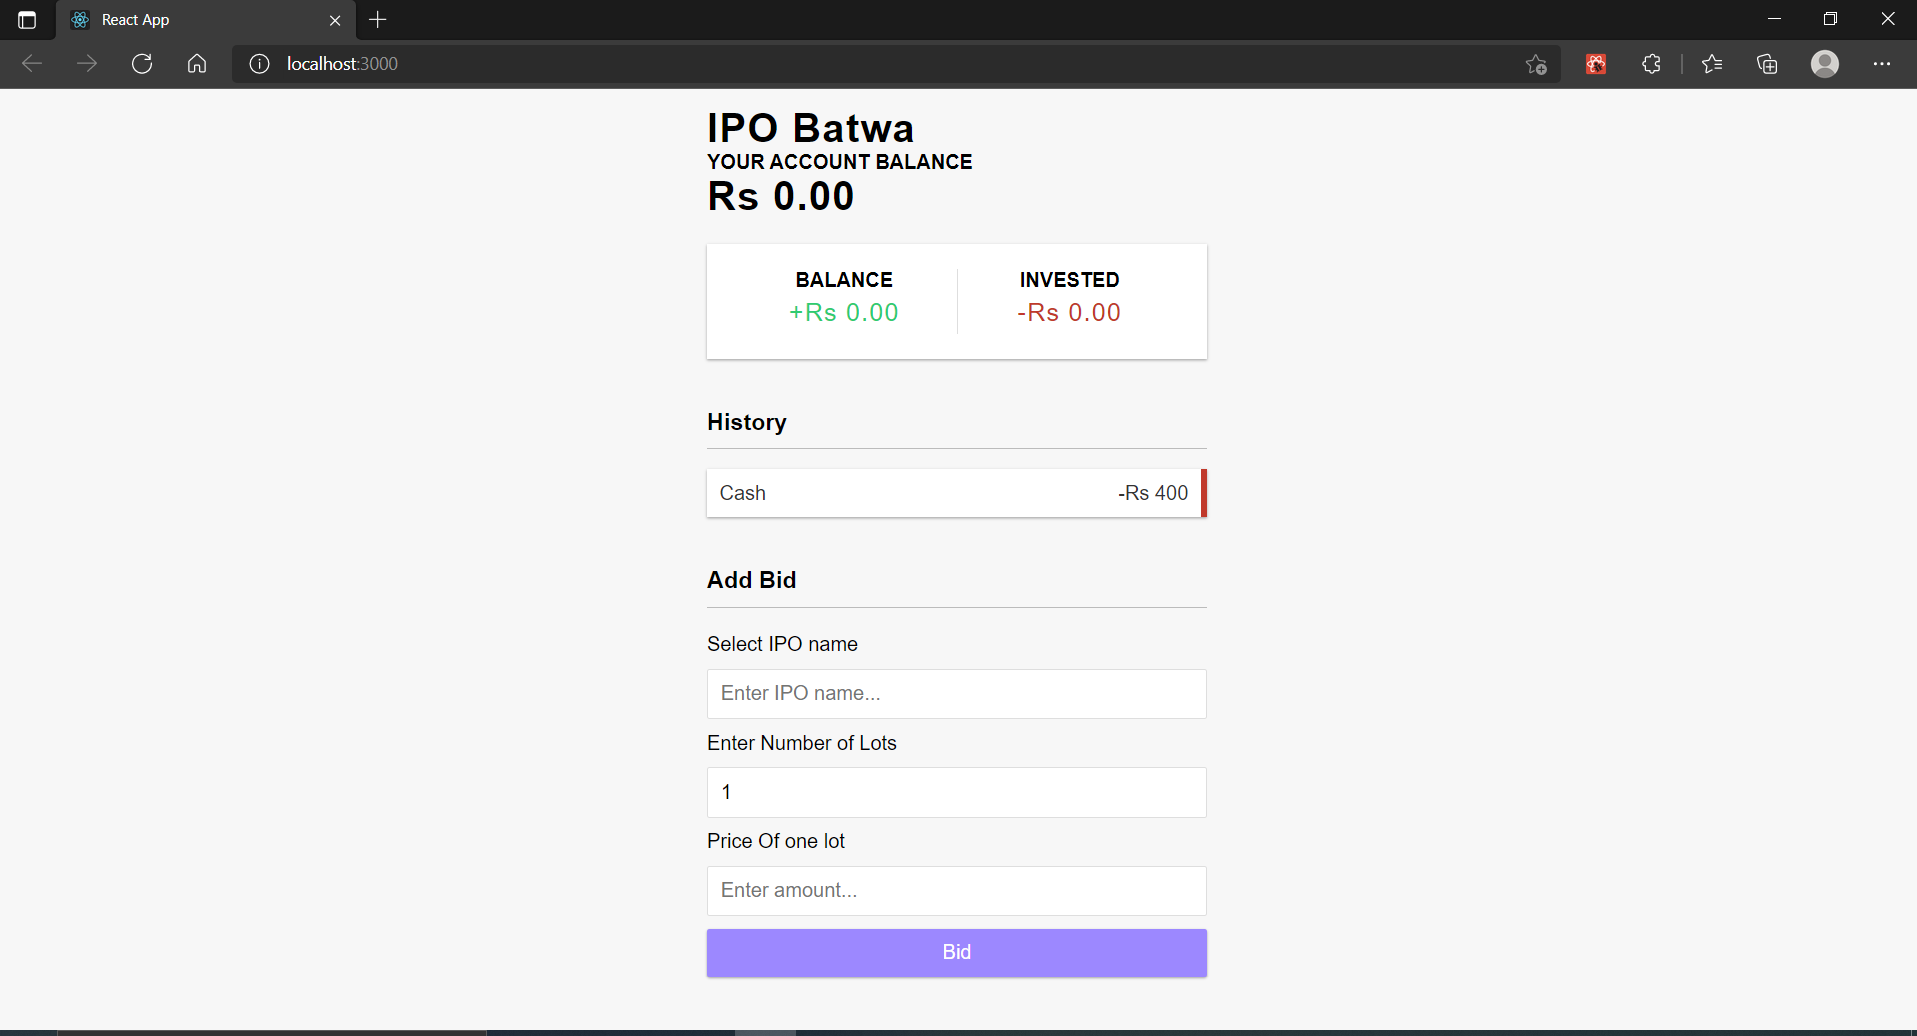 React App
localhost:3000
IPO Batwa
YOUR ACCOUNT BALANCE
Rs 0.00
BALANCE INVESTED
+Rs 0.00 -Rs 0.00
History
Cash -Rs 400
Add Bid
Select IPO name
Enter IPO name...
Enter Number of Lots
1
Price Of one lot
Enter amount...
Bid